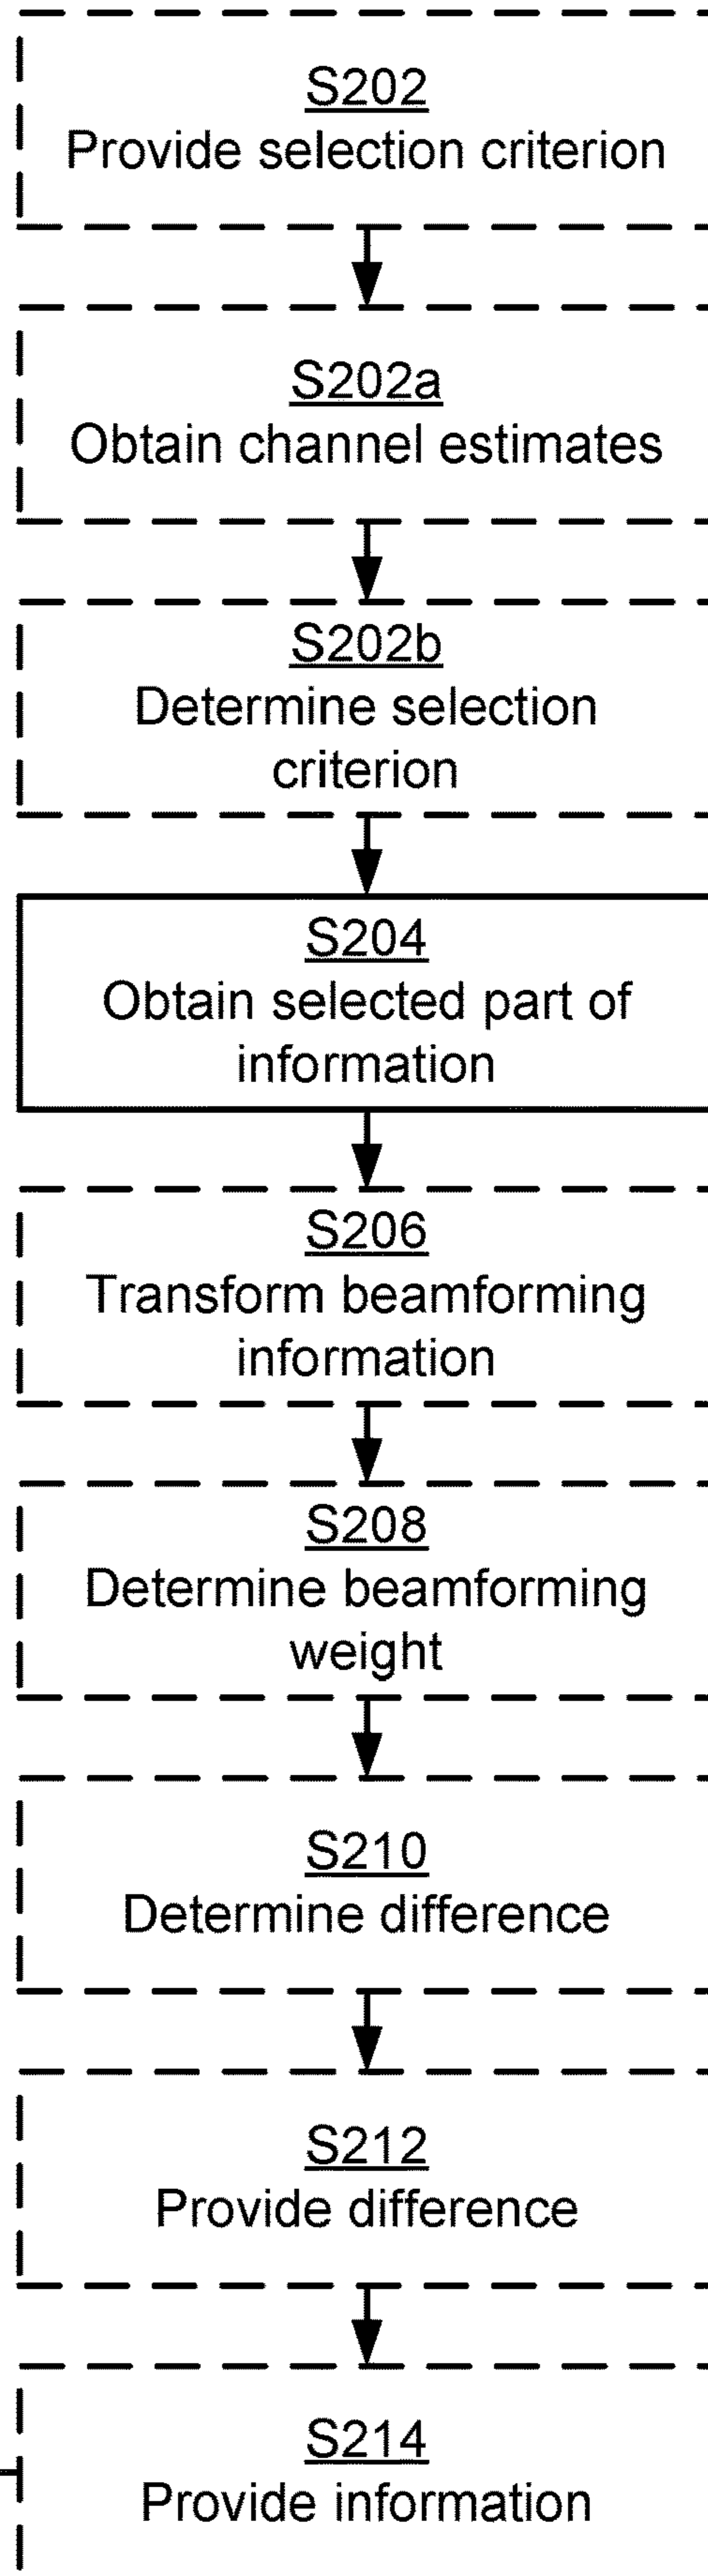 S202
Provide selection criterion
S202a
Obtain channel estimates
S202b
Determine selection
criterion
S204
Obtain selected part of
information
S206
Transform beamforming
information
S208
Determine beamforming
weight
S210
Determine difference
S212
Provide difference
S214
Provide information